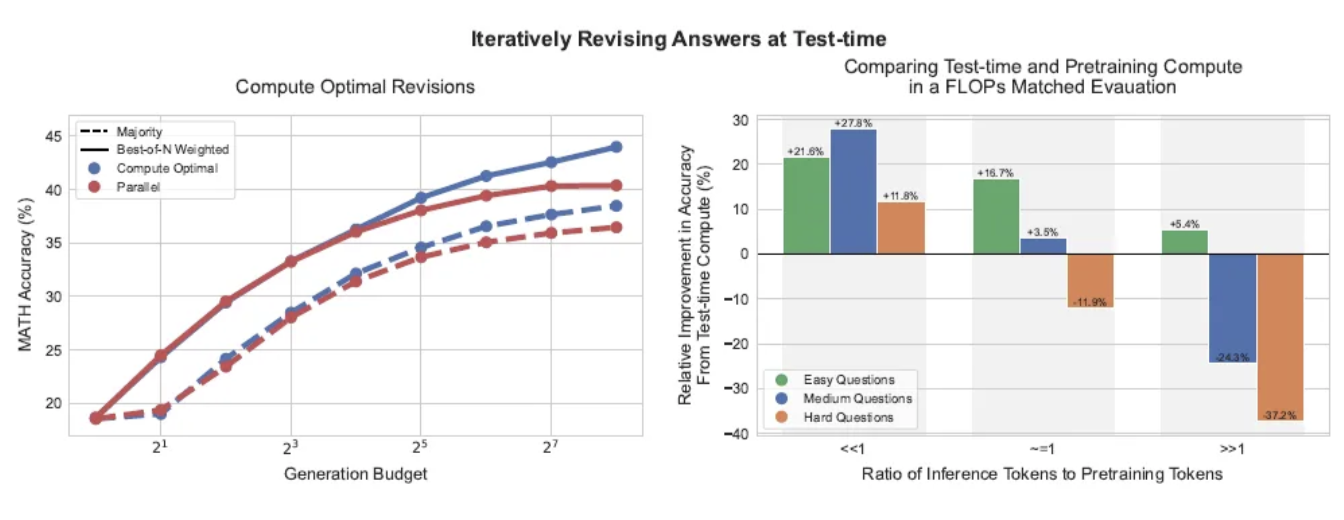 Iteratively Revising Answers at Test-time
Compute Optimal Revisions
Majority
Best-of-N Weighted
Compute Optimal
Parallel
MATH Accuracy (%)
45
40
35
30
25
20
2¹
2³
2⁵
2⁷
Generation Budget
Comparing Test-time and Pretraining Compute
in a FLOPs Matched Evauation
Relative Improvement in Accuracy
From Test-time Compute (%)
30
20
10
0
−10
−20
−30
−40
+21.6%
+27.8%
+11.8%
+16.7%
+3.5%
-11.9%
+5.4%
-24.3%
-37.2%
Easy Questions
Medium Questions
Hard Questions
<<1
~=1
>>1
Ratio of Inference Tokens to Pretraining Tokens